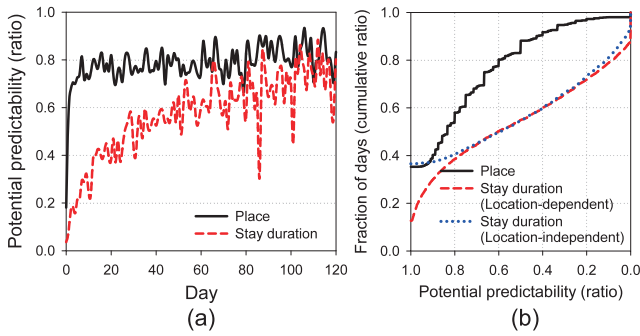 Potential predictability (ratio)
1.0
0.8
0.6
0.4
0.2
0.0
Place
Stay duration
0
20
40
60
80
100
120
Day
(a)
Fraction of days (cumulative ratio)
1.0
0.8
0.6
0.4
0.2
0.0
Place
Stay duration
(Location-dependent)
Stay duration
(Location-independent)
1.0
0.8
0.6
0.4
0.2
0.0
Potential predictability (ratio)
(b)